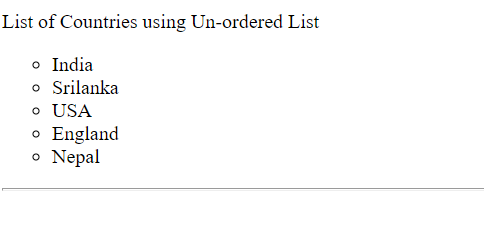 List of Countries using Un-ordered List
India
Srilanka
USA
England
Nepal